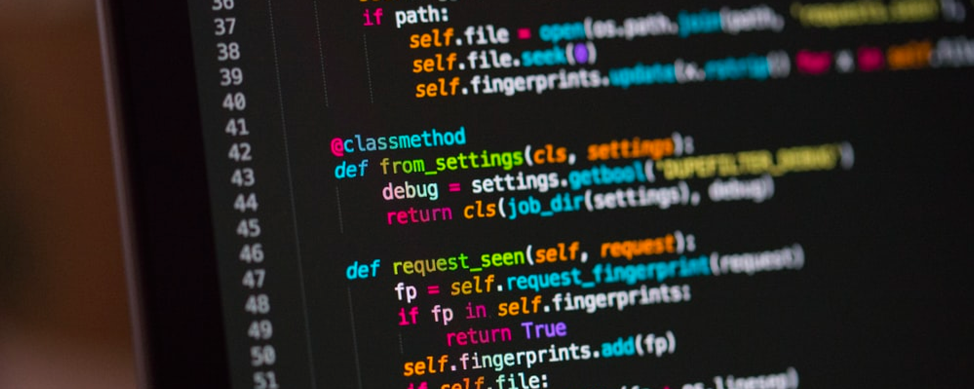 36
37 if path:
38 self.file = open(os.path.join(path, 'requests.seen'),
39 self.file.seek(0)
40 self.fingerprints.update(x.rstrip() for x in self.file
41
42 @classmethod
43 def from_settings(cls, settings):
44 debug = settings.getbool('DUPEFILTER_DEBUG')
45 return cls(job_dir(settings), debug)
46
47 def request_seen(self, request):
48 fp = self.request_fingerprint(request)
49 if fp in self.fingerprints:
50 return True
51 self.fingerprints.add(fp)
if self.file: